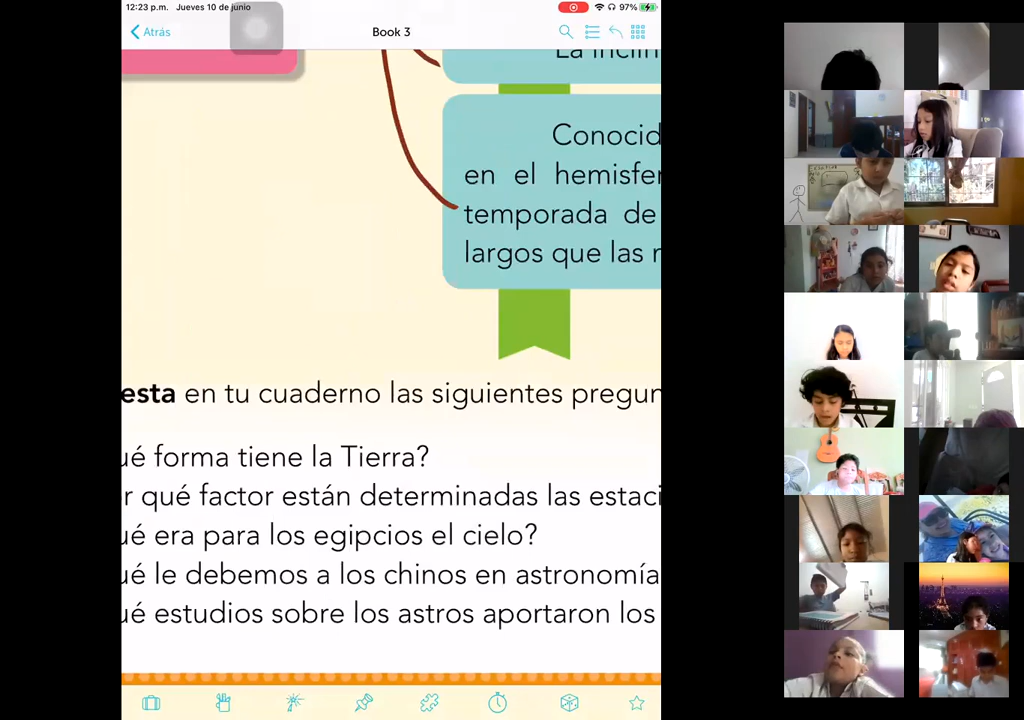 12:23 p.m. Jueves 10 de junio 97%
Atrás Book 3
La inclin
Conocid
en el hemisfer
temporada de
largos que las
esta en tu cuaderno las siguientes pregun
ué forma tiene la Tierra?
r qué factor están determinadas las estaci
ué era para los egipcios el cielo?
ué le debemos a los chinos en astronomía
ué estudios sobre los astros aportaron los